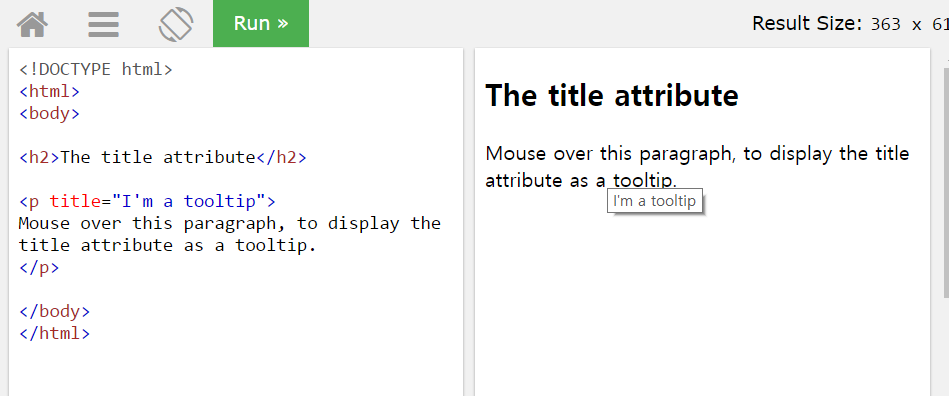 Run »
Result Size: 363 x 61
<!DOCTYPE html>
<html>
<body>
<h2>The title attribute</h2>
<p title="I'm a tooltip">
Mouse over this paragraph, to display the
title attribute as a tooltip.
</p>
</body>
</html>
The title attribute
Mouse over this paragraph, to display the title
attribute as a tooltip.
I'm a tooltip